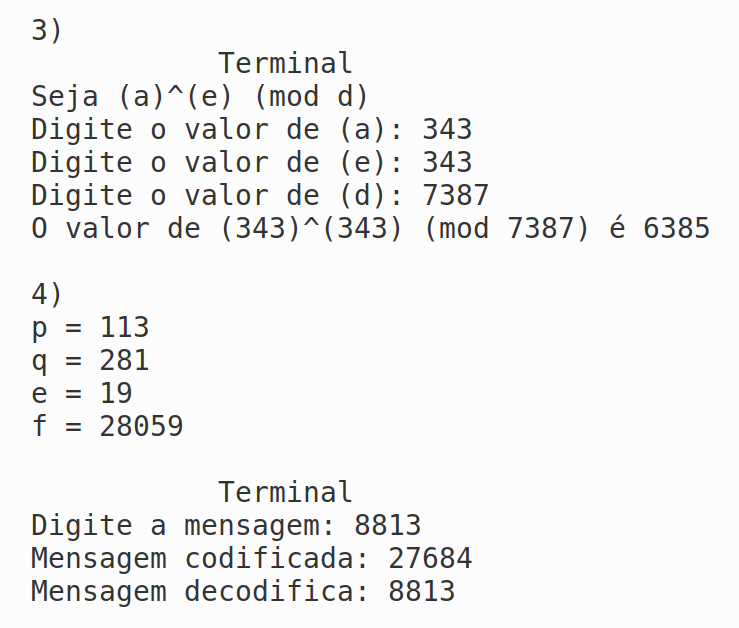 3)
Terminal
Seja (a)^(e) (mod d)
Digite o valor de (a): 343
Digite o valor de (e): 343
Digite o valor de (d): 7387
O valor de (343)^(343) (mod 7387) é 6385
4)
p = 113
q = 281
e = 19
f = 28059
Terminal
Digite a mensagem: 8813
Mensagem codificada: 27684
Mensagem decodifica: 8813